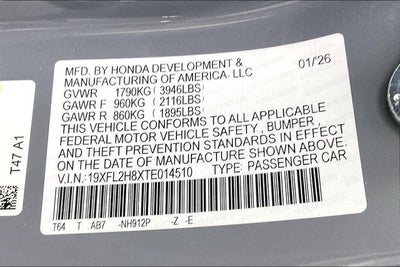 MFD. BY HONDA DEVELOPMENT &
MANUFACTURING OF AMERICA, LLC 01/'26
GVWR 1790KG (3946LBS)
GAWR F 960KG (2116LBS)
GAWR R 860KG (1895LBS)
THIS VEHICLE CONFORMS TO ALL APPLICABLE
FEDERAL MOTOR VEHICLE SAFETY, BUMPER,
AND THEFT PREVENTION STANDARDS IN EFFECT
ON THE DATE OF MANUFACTURE SHOWN ABOVE.
V.I.N.: 19XFL2H8XTE014510 TYPE: PASSENGER CAR
T64 T .AB7 -NH912P -Z -E
T47 A1